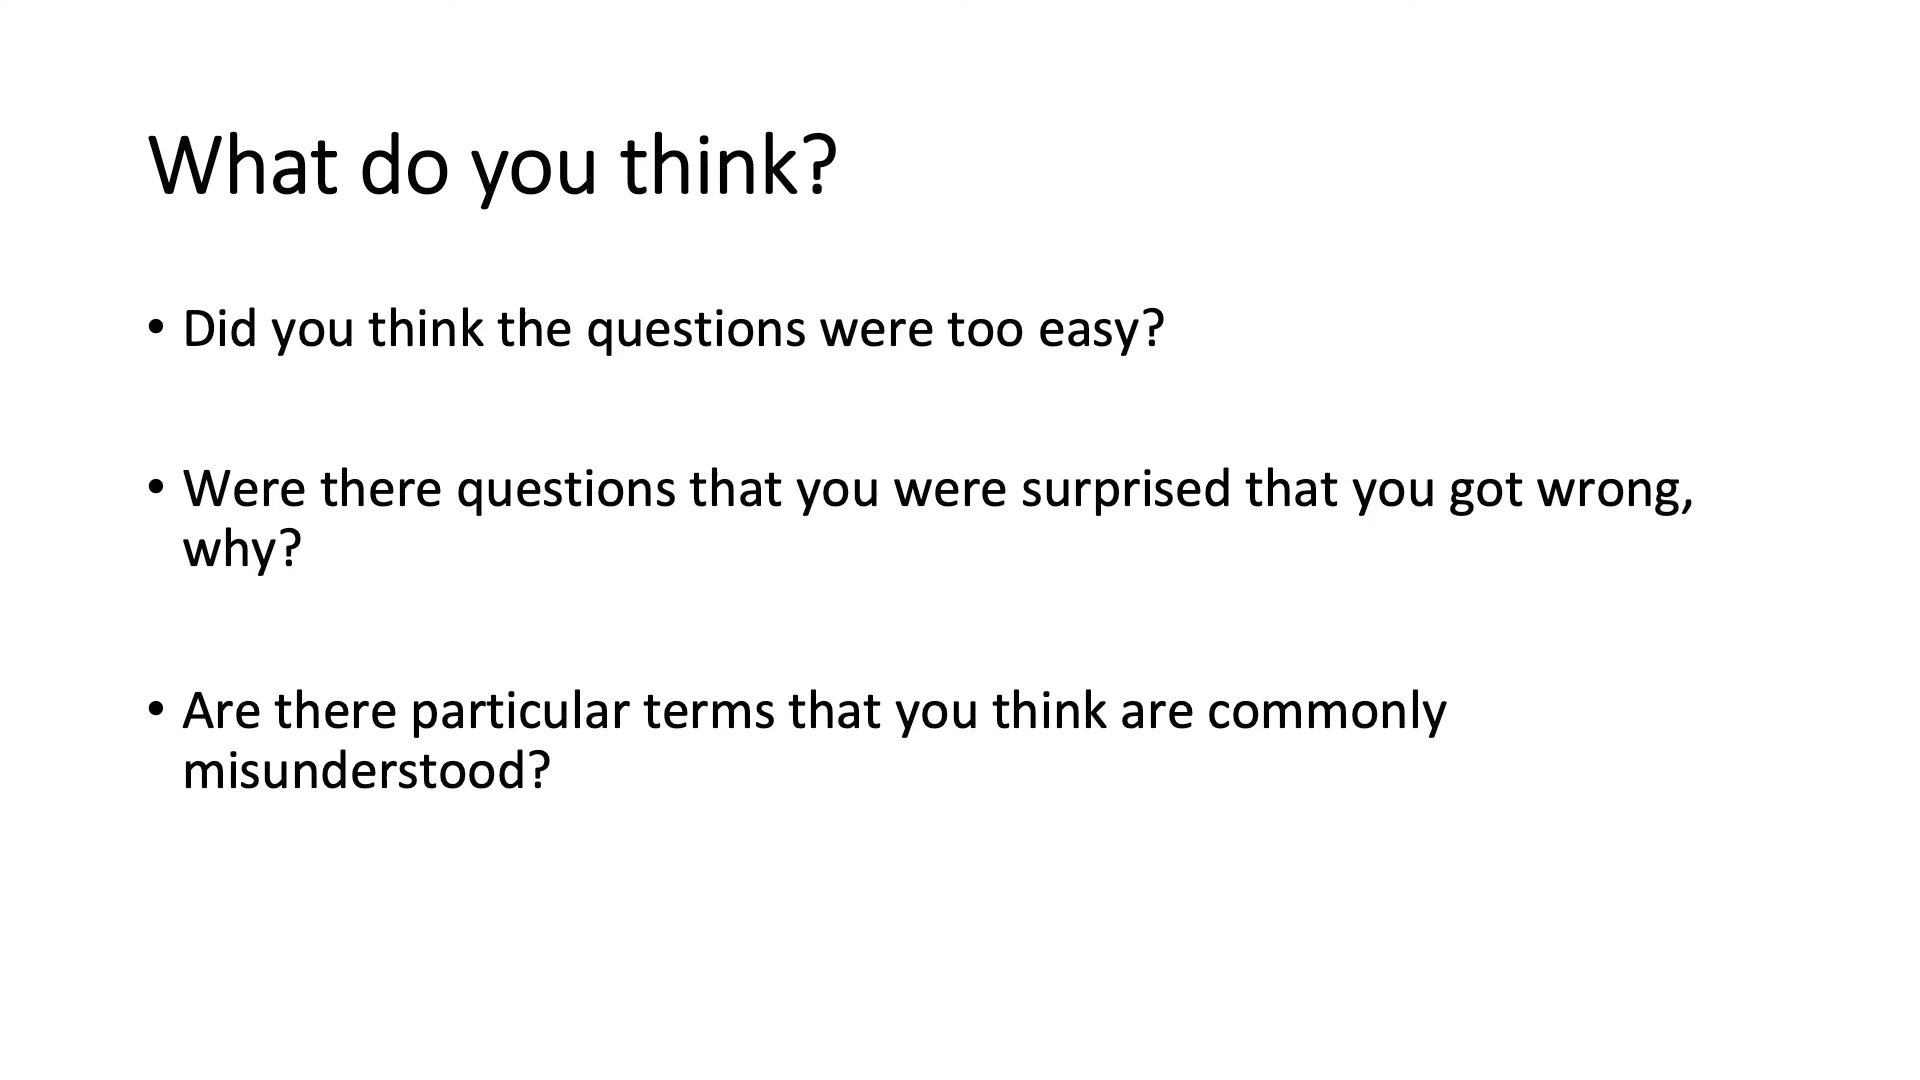 What do you think?
• Did you think the questions were too easy?
• Were there questions that you were surprised that you got wrong,
why?
• Are there particular terms that you think are commonly
misunderstood?